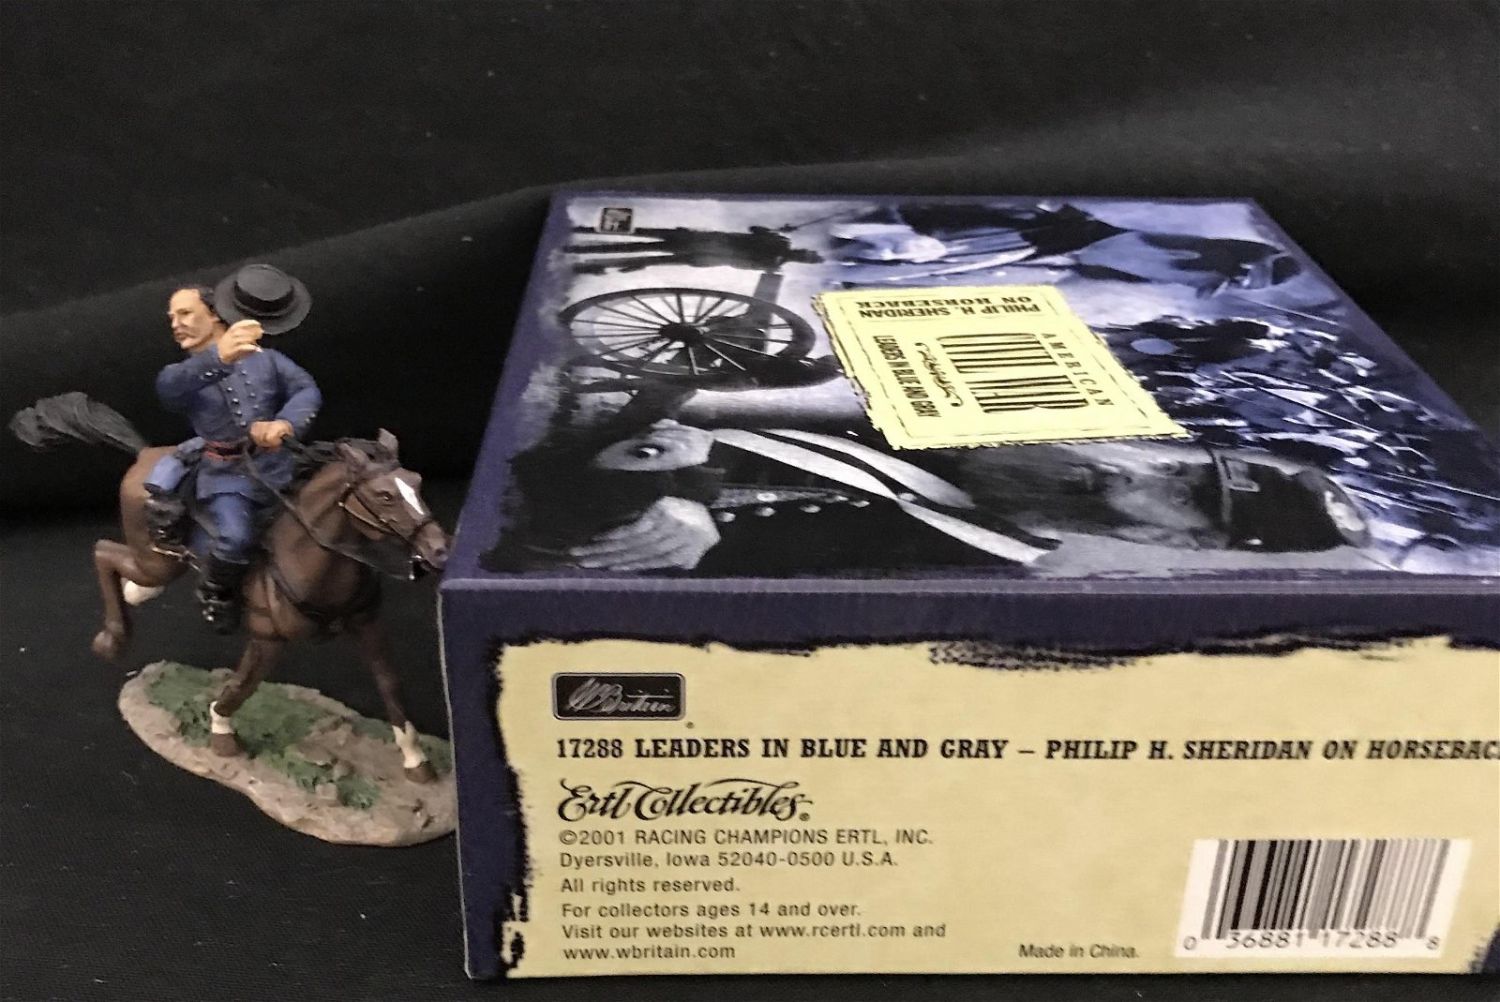 AMERICAN
CIVIL WAR
LEADERS IN BLUE AND GRAY
PHILIP H. SHERIDAN
ON HORSEBACK
WBritain
17288 LEADERS IN BLUE AND GRAY – PHILIP H. SHERIDAN ON HORSEBAC
Ertl Collectibles®
©2001 RACING CHAMPIONS ERTL, INC.
Dyersville, Iowa 52040-0500 U.S.A.
All rights reserved.
For collectors ages 14 and over.
Visit our websites at www.rcertl.com and
www.wbritain.com
Made in China.
0 36881 17288 8